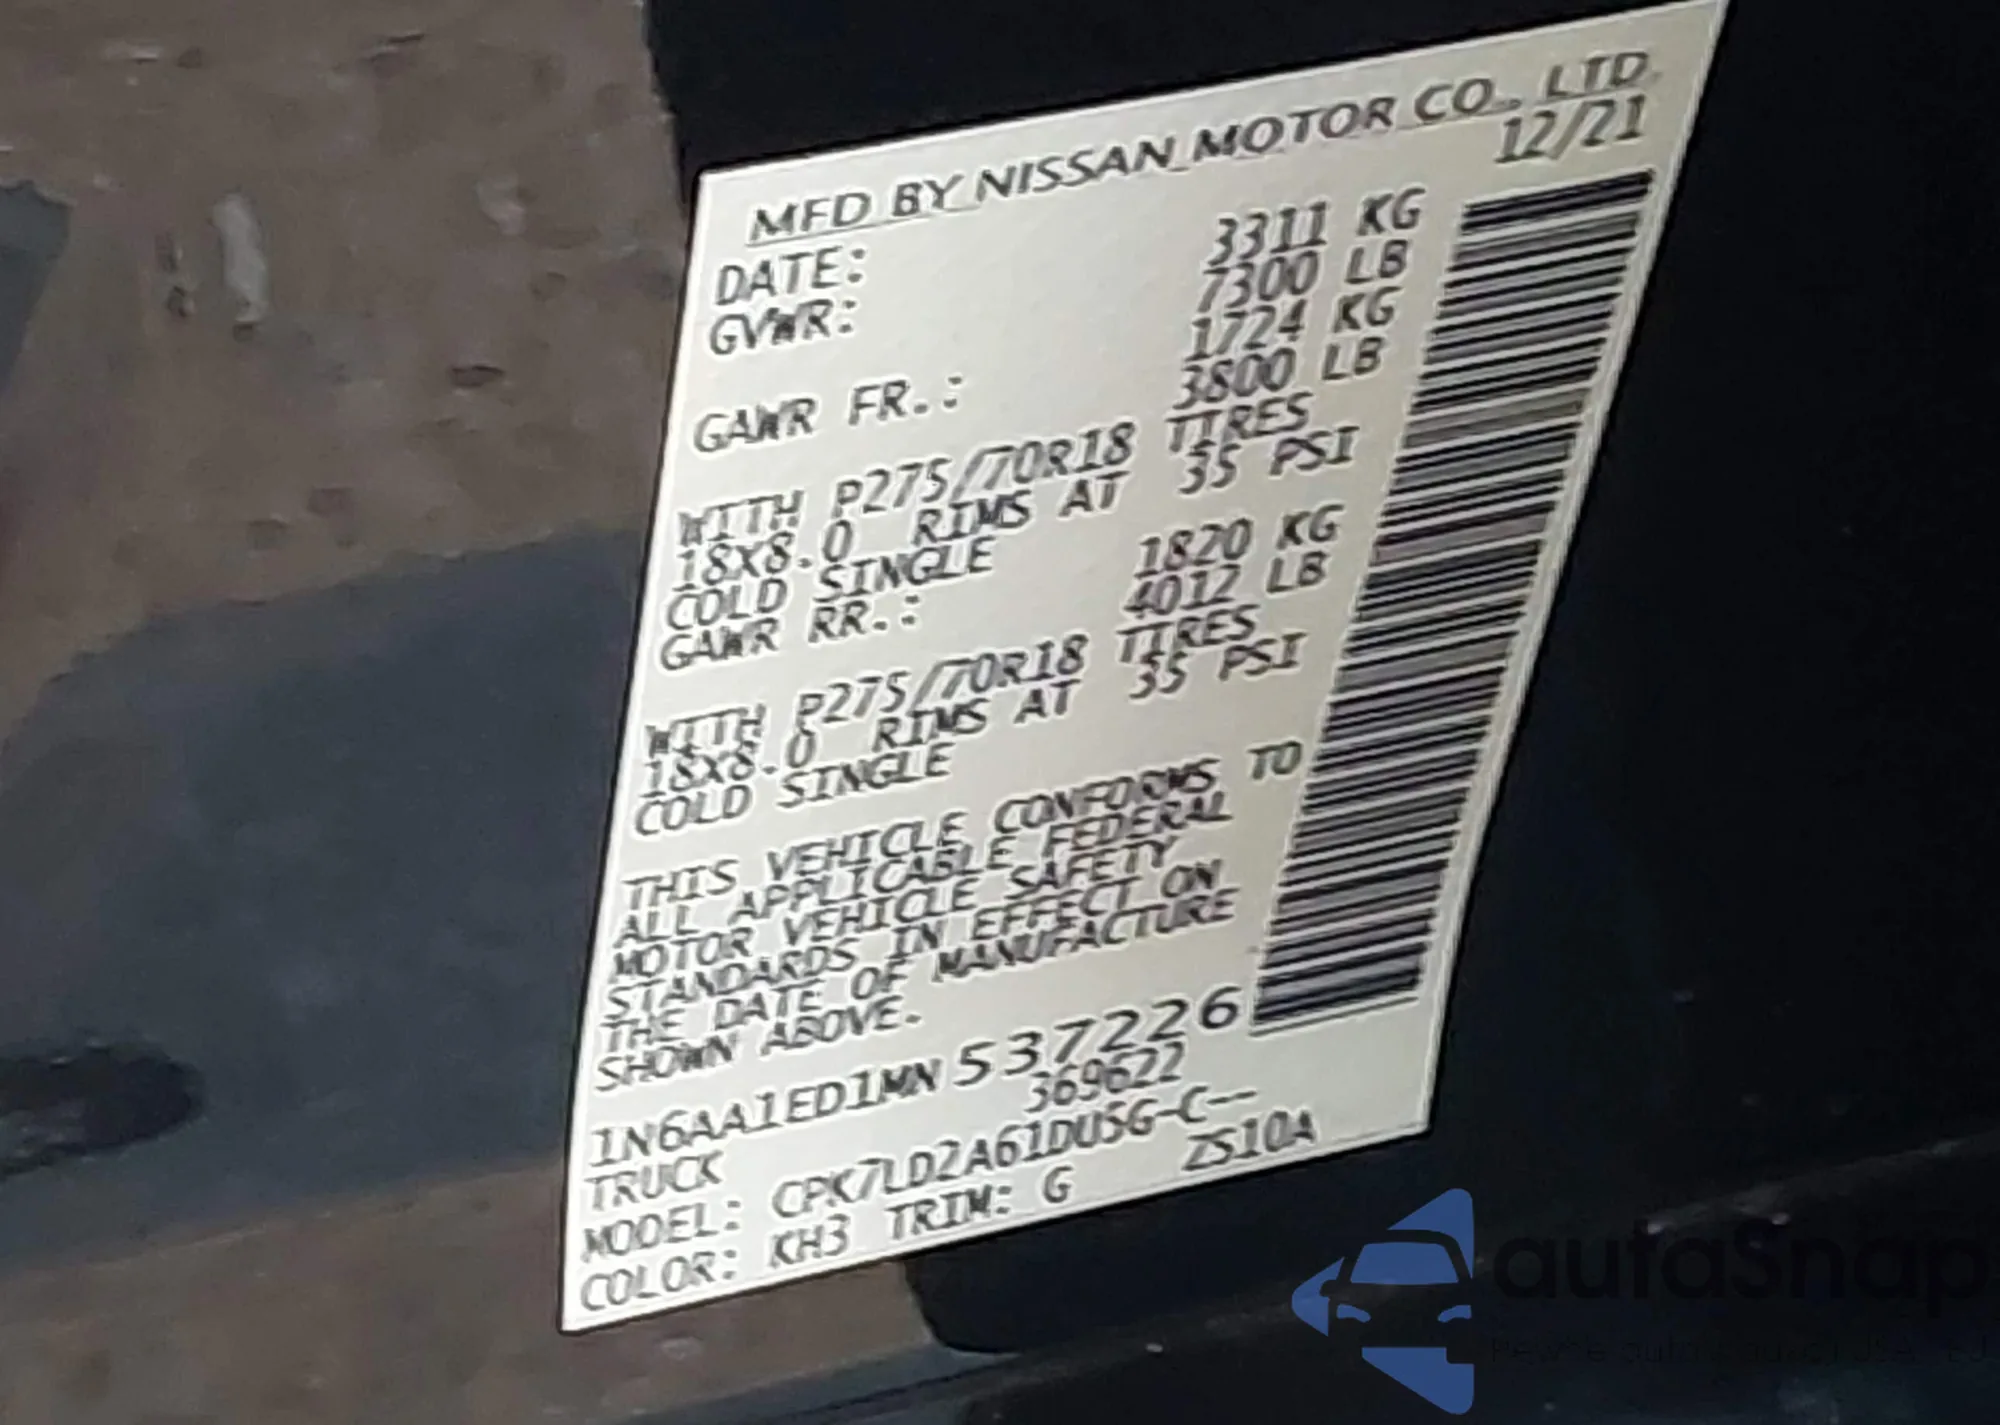 MFD BY NISSAN MOTOR CO., LTD.
DATE: 12/21
GVWR: 3311 KG
7300 LB
GAWR FR.: 1724 KG
3800 LB
WITH P275/70R18 TIRES
18X8.0 RIMS AT 35 PSI
COLD SINGLE
GAWR RR.: 1820 KG
4012 LB
WITH P275/70R18 TIRES
18X8.0 RIMS AT 35 PSI
COLD SINGLE
THIS VEHICLE CONFORMS TO
ALL APPLICABLE FEDERAL
MOTOR VEHICLE SAFETY
STANDARDS IN EFFECT ON
THE DATE OF MANUFACTURE
SHOWN ABOVE.
1N6AA1ED1MN537226
TRUCK 369622
MODEL: CPK7LD2A61DUSG-C--
COLOR: KH3 TRIM: G ZS10A
autaSnap